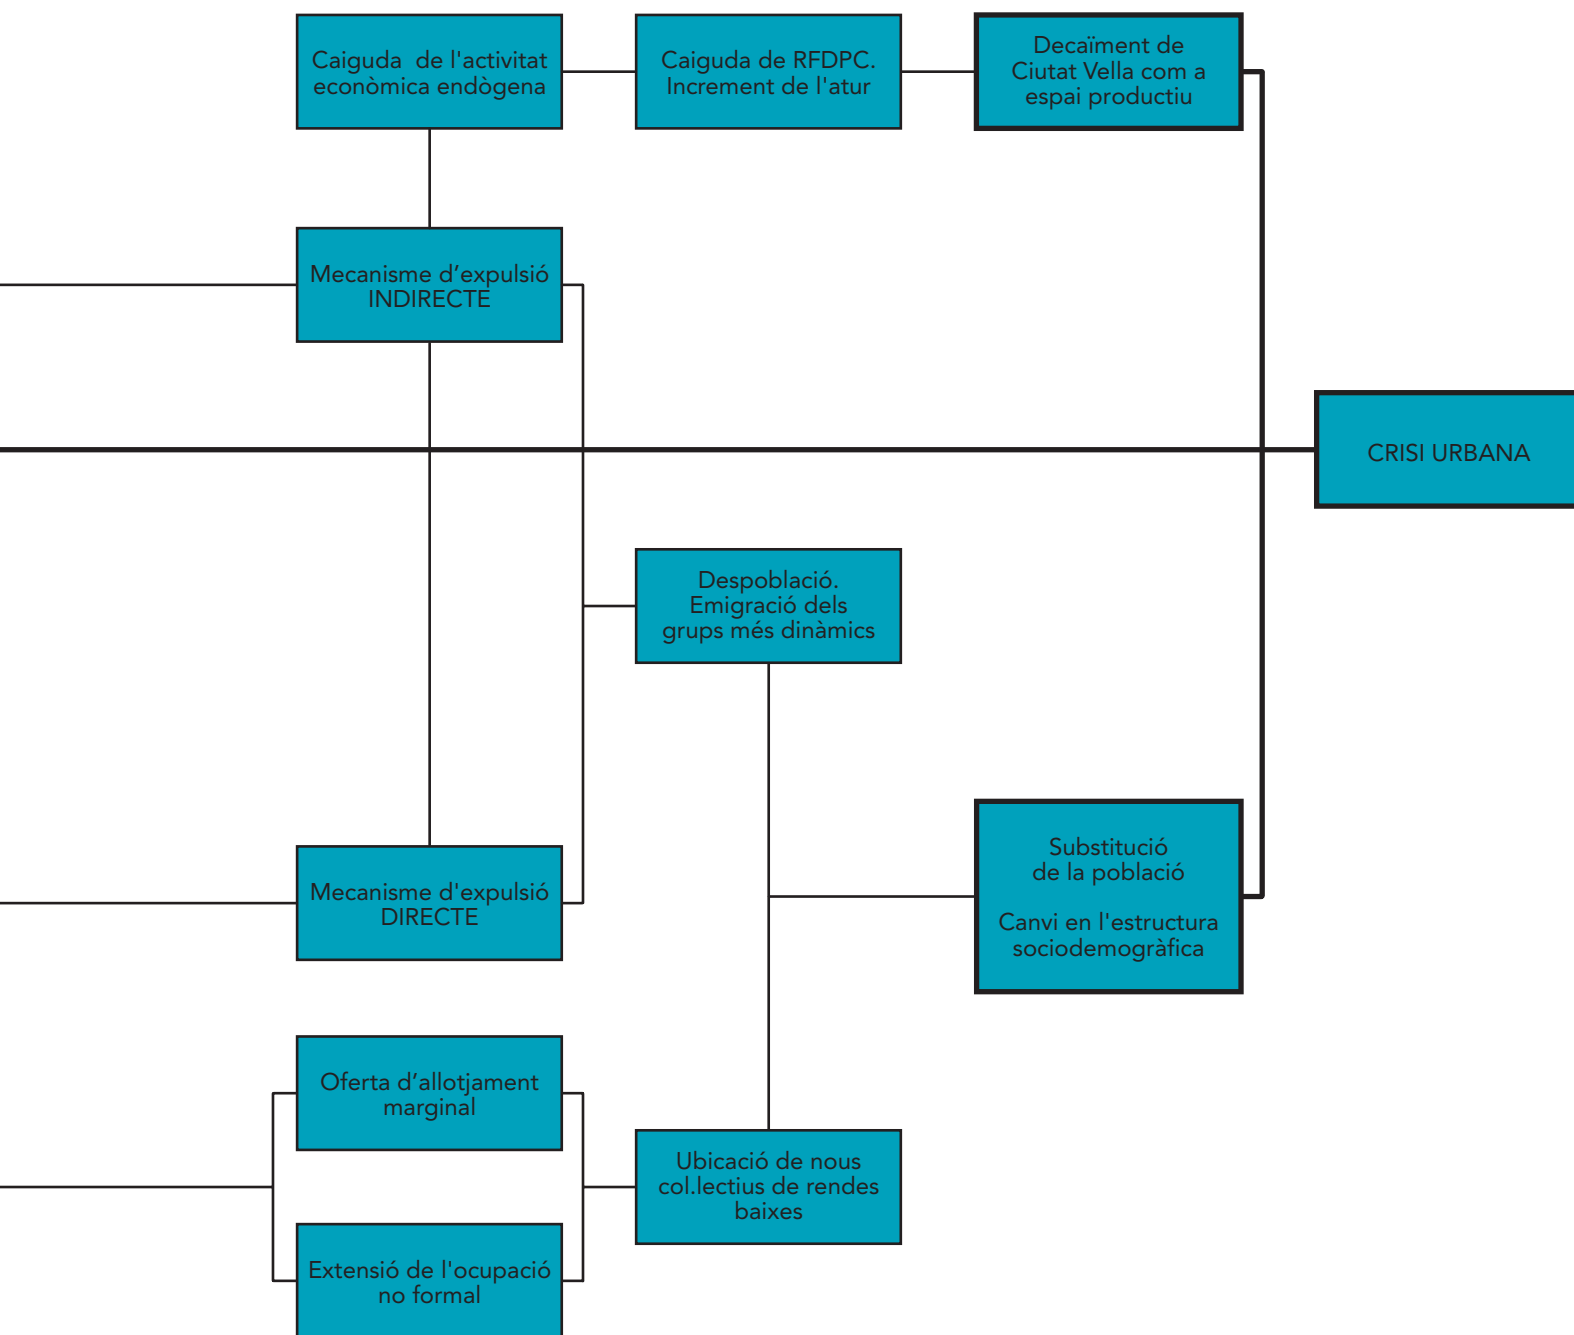 Caiguda de l'activitat
econòmica endògena
Caiguda de RFDPC.
Increment de l'atur
Decaïment de
Ciutat Vella com a
espai productiu
Mecanisme d’expulsió
INDIRECTE
CRISI URBANA
Despoblació.
Emigració dels
grups més dinàmics
Mecanisme d'expulsió
DIRECTE
Substitució
de la població
Canvi en l'estructura
sociodemogràfica
Oferta d’allotjament
marginal
Ubicació de nous
col.lectius de rendes
baixes
Extensió de l'ocupació
no formal